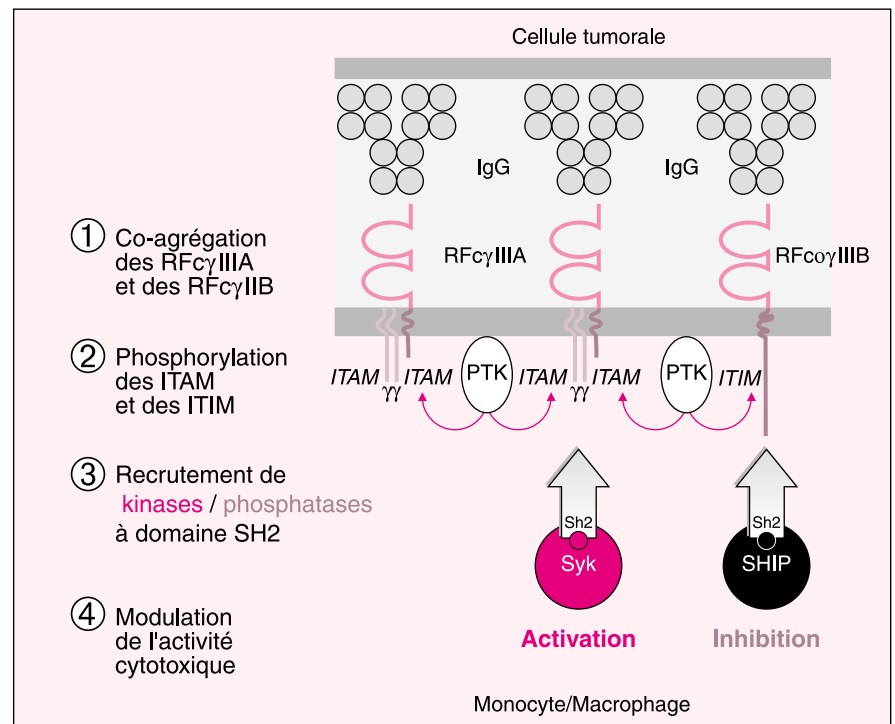 Cellule tumorale
IgG
IgG
① Co-agrégation
des RFcγIIIA
et des RFcγIIB
RFcγIIIA
RFcoγIIIB
② Phosphorylation
des ITAM
et des ITIM
ITAM
γγ
ITAM
PTK
ITAM
γγ
ITAM
PTK
ITIM
③ Recrutement de
kinases / phosphatases
à domaine SH2
Sh2
Syk
Sh2
SHIP
④ Modulation
de l'activité
cytotoxique
Activation
Inhibition
Monocyte/Macrophage